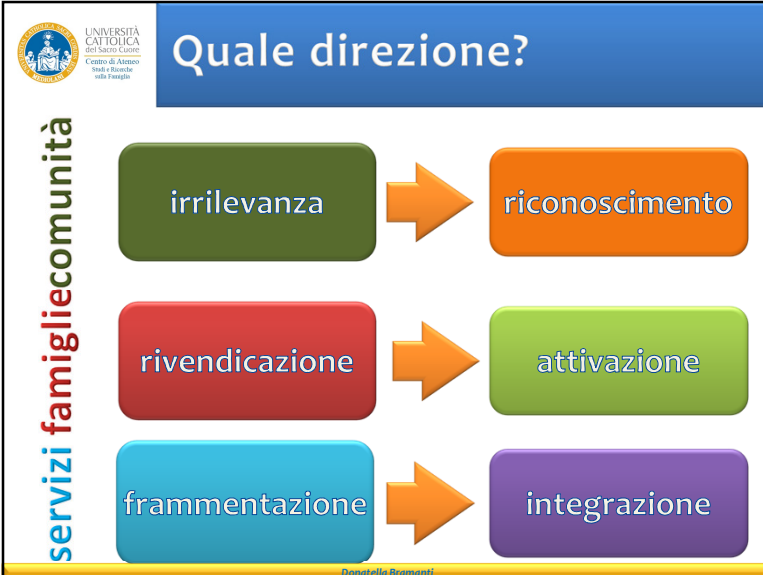 UNIVERSITÀ
CATTOLICA
del Sacro Cuore
Centro di Ateneo
Studi e Ricerche
sulla Famiglia
Quale direzione?
servizi famigliecomunità
irrilevanza
riconoscimento
rivendicazione
attivazione
frammentazione
integrazione
Donatella Bramanti